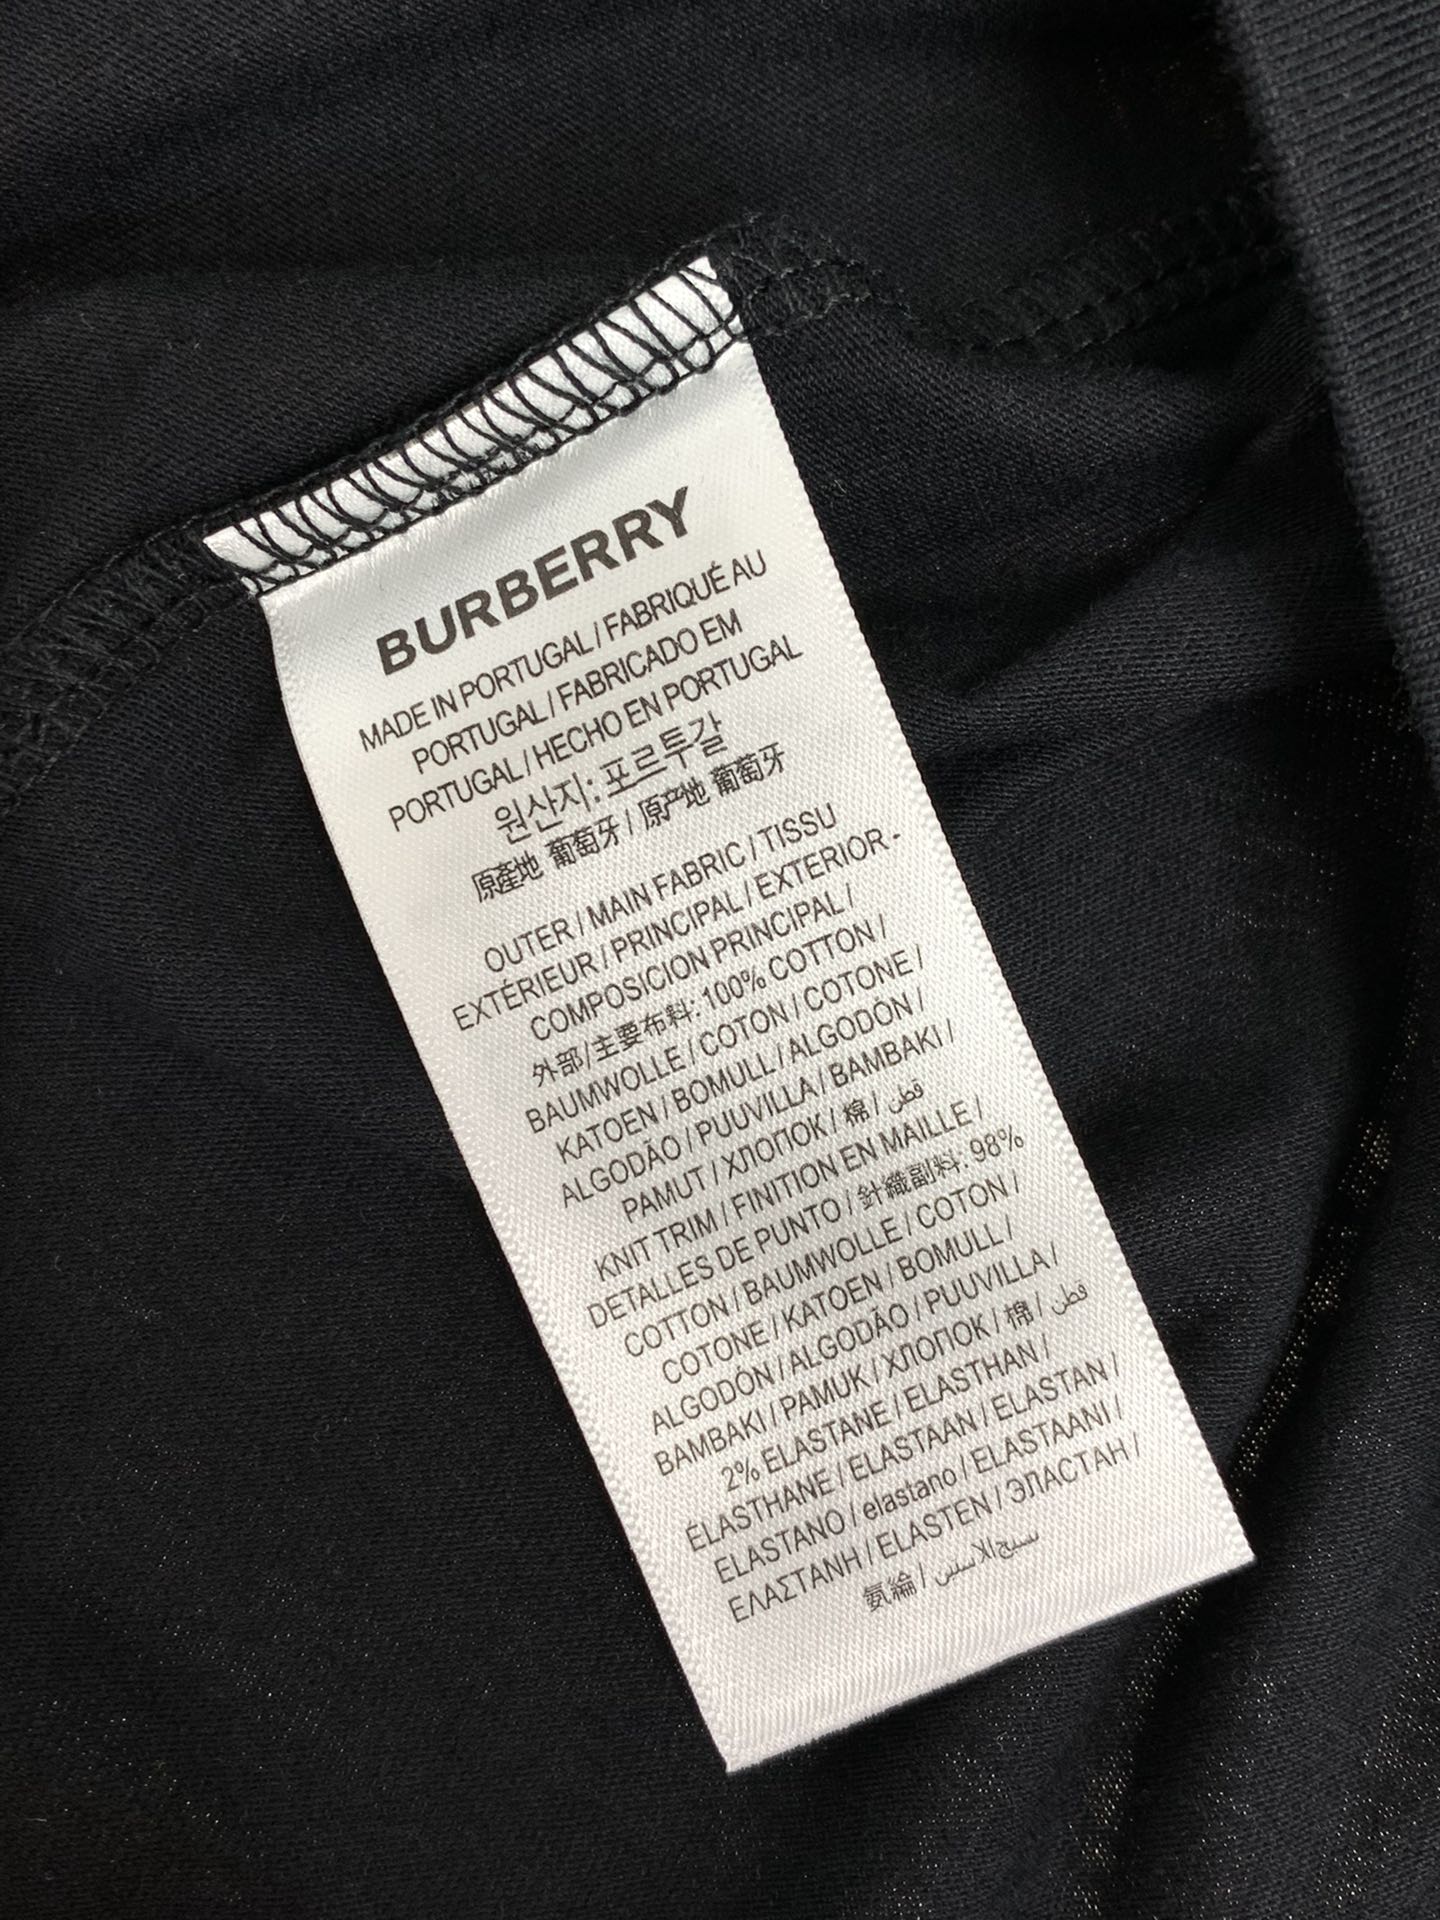 BURBERRY
MADE IN PORTUGAL / FABRIQUÉ AU
PORTUGAL / FABRICADO EM
PORTUGAL / HECHO EN PORTUGAL
원산지: 포르투갈
原產地 葡萄牙 / 原产地 葡萄牙
OUTER / MAIN FABRIC / TISSU
EXTÉRIEUR / PRINCIPAL / EXTERIOR -
COMPOSICION PRINCIPAL /
外部/主要布料: 100% COTTON /
BAUMWOLLE / COTON / COTONE /
KATOEN / BOMULL / ALGODÓN /
ALGODÃO / PUUVILLA / BAMBAKI /
PAMUT / ХЛОПОК / 棉 / قطن
KNIT TRIM / FINITION EN MAILLE /
DETALLES DE PUNTO / 針織副料: 98%
COTTON / BAUMWOLLE / COTON /
COTONE / KATOEN / BOMULL /
ALGODÓN / ALGODÃO / PUUVILLA /
BAMBAKI / PAMUK / ХЛОПОК / 棉 / قطن
2% ELASTANE / ELASTHAN /
ÉLASTHANE / ELASTAAN / ELASTAN /
ELASTANO / elastano / ELASTAANI /
ΕΛΑΣΤΑΝΗ / ELASTEN / ЭЛАСТАН /
氨綸 /